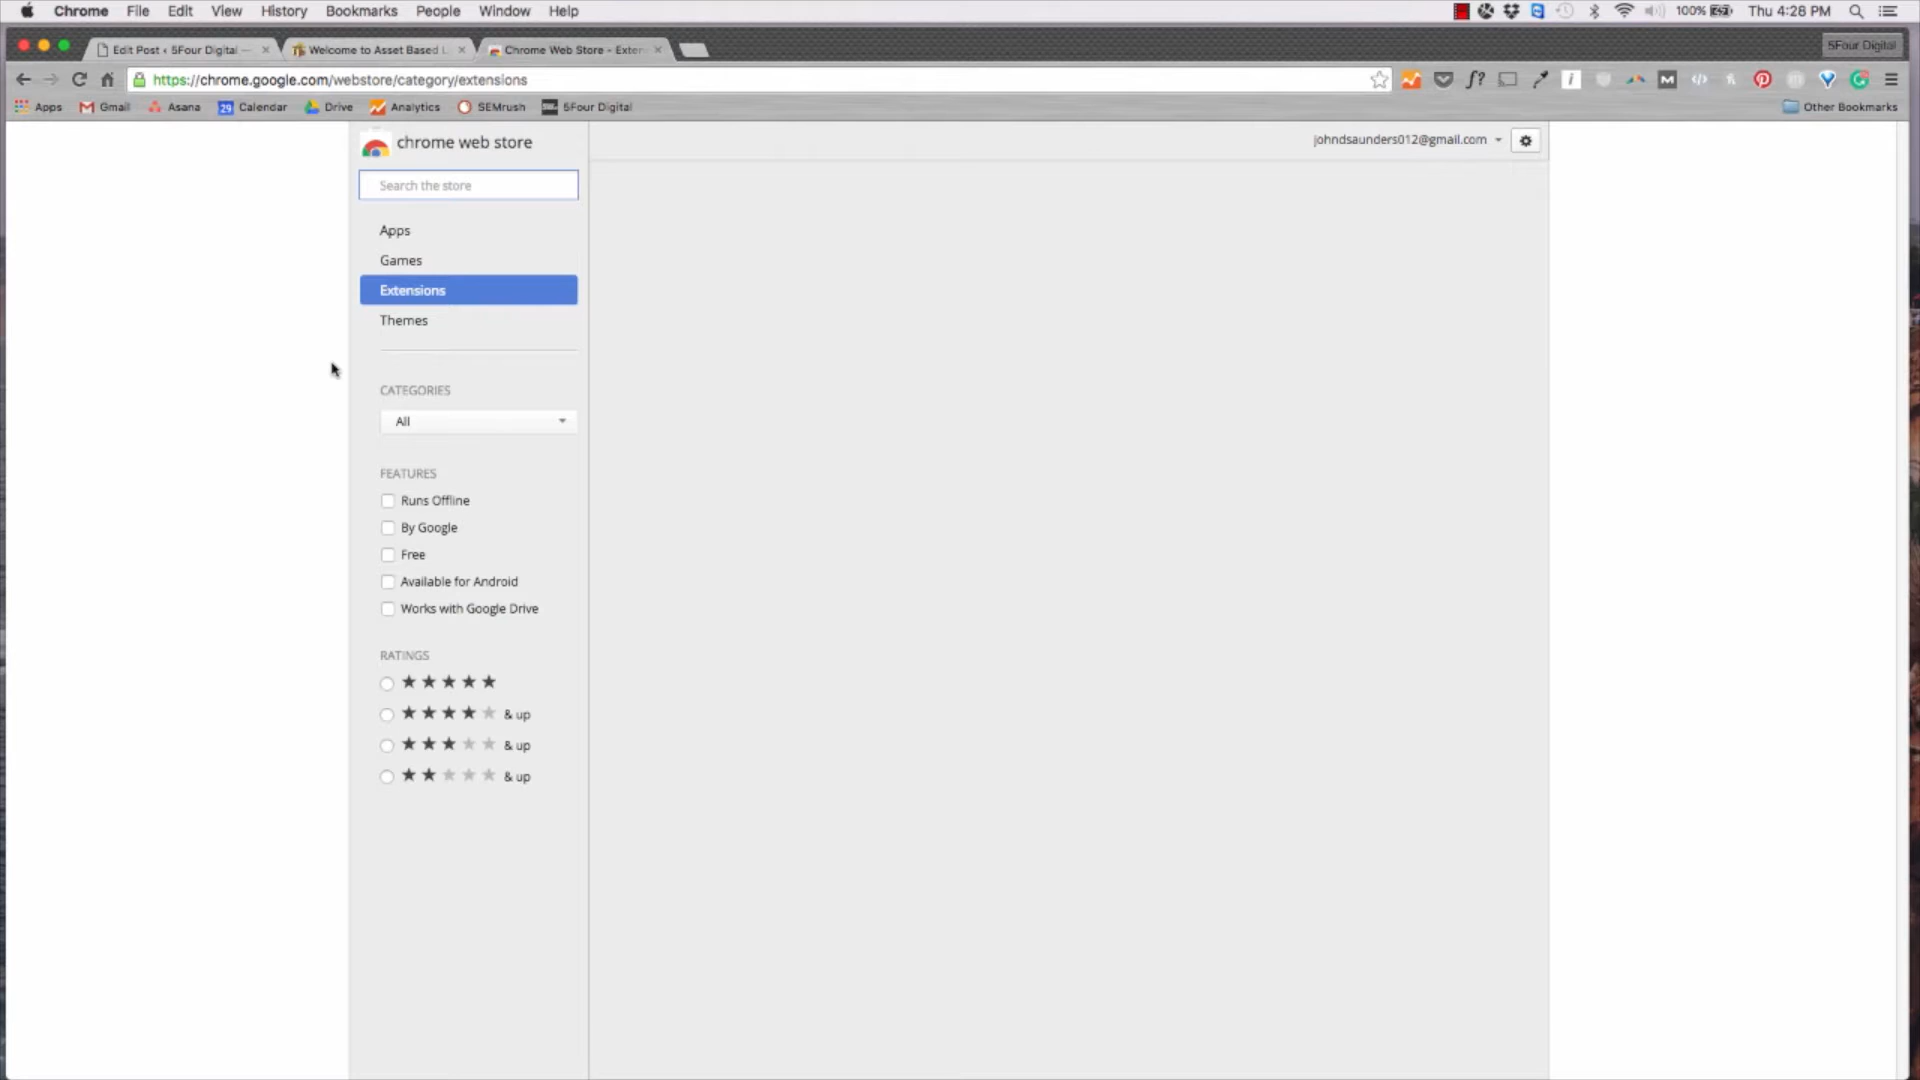 Chrome File Edit View History Bookmarks People Window Help 100% Thu 4:28 PM
Edit Post ‹ 5Four Digital — Welcome to Asset Based L Chrome Web Store - Exten 5Four Digital
https://chrome.google.com/webstore/category/extensions
Apps Gmail Asana 29 Calendar Drive Analytics SEMrush 5Four Digital Other Bookmarks
chrome web store johndsaunders012@gmail.com
Search the store
Apps
Games
Extensions
Themes
CATEGORIES
All
FEATURES
Runs Offline
By Google
Free
Available for Android
Works with Google Drive
RATINGS
& up
& up
& up